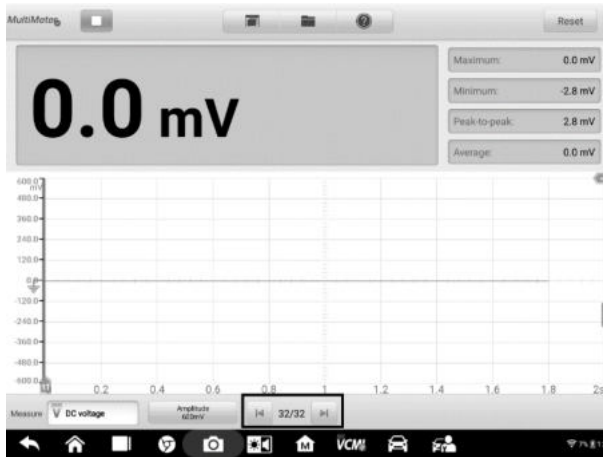 MultiMeter
Reset
0.0 mV
Maximum: 0.0 mV
Minimum: -2.8 mV
Peak-to-peak: 2.8 mV
Average: 0.0 mV
600.0
mV
480.0
360.0
240.0
120.0
0.0
-120.0
-240.0
-360.0
-480.0
-600.0
0.2 0.4 0.6 0.8 1 1.2 1.4 1.6 1.8 2s
Measure DC voltage Amplitude 32/32
VCMI